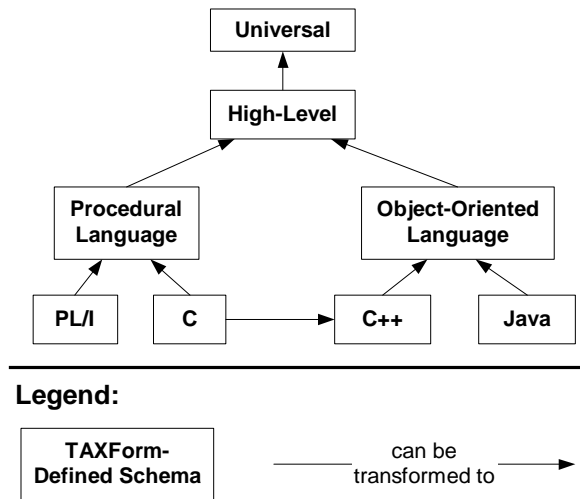 Universal
High-Level
Procedural
Language
Object-Oriented
Language
PL/I
C
C++
Java
Legend:
TAXForm-
Defined Schema
can be
transformed to